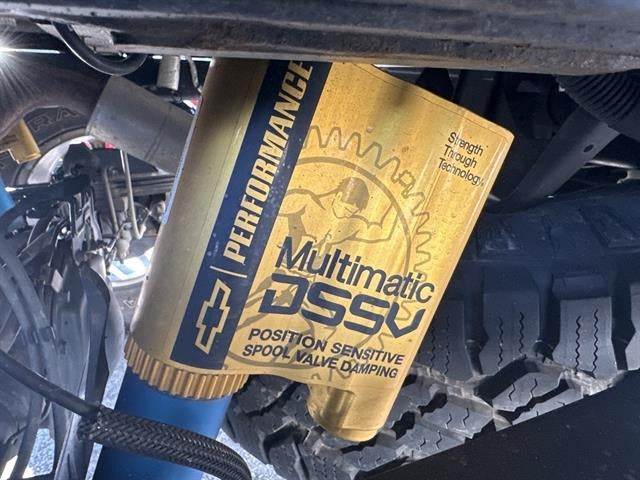 PERFORMANCE
Strength
Through
Technology
Multimatic
DSSV
POSITION SENSITIVE
SPOOL VALVE DAMPING